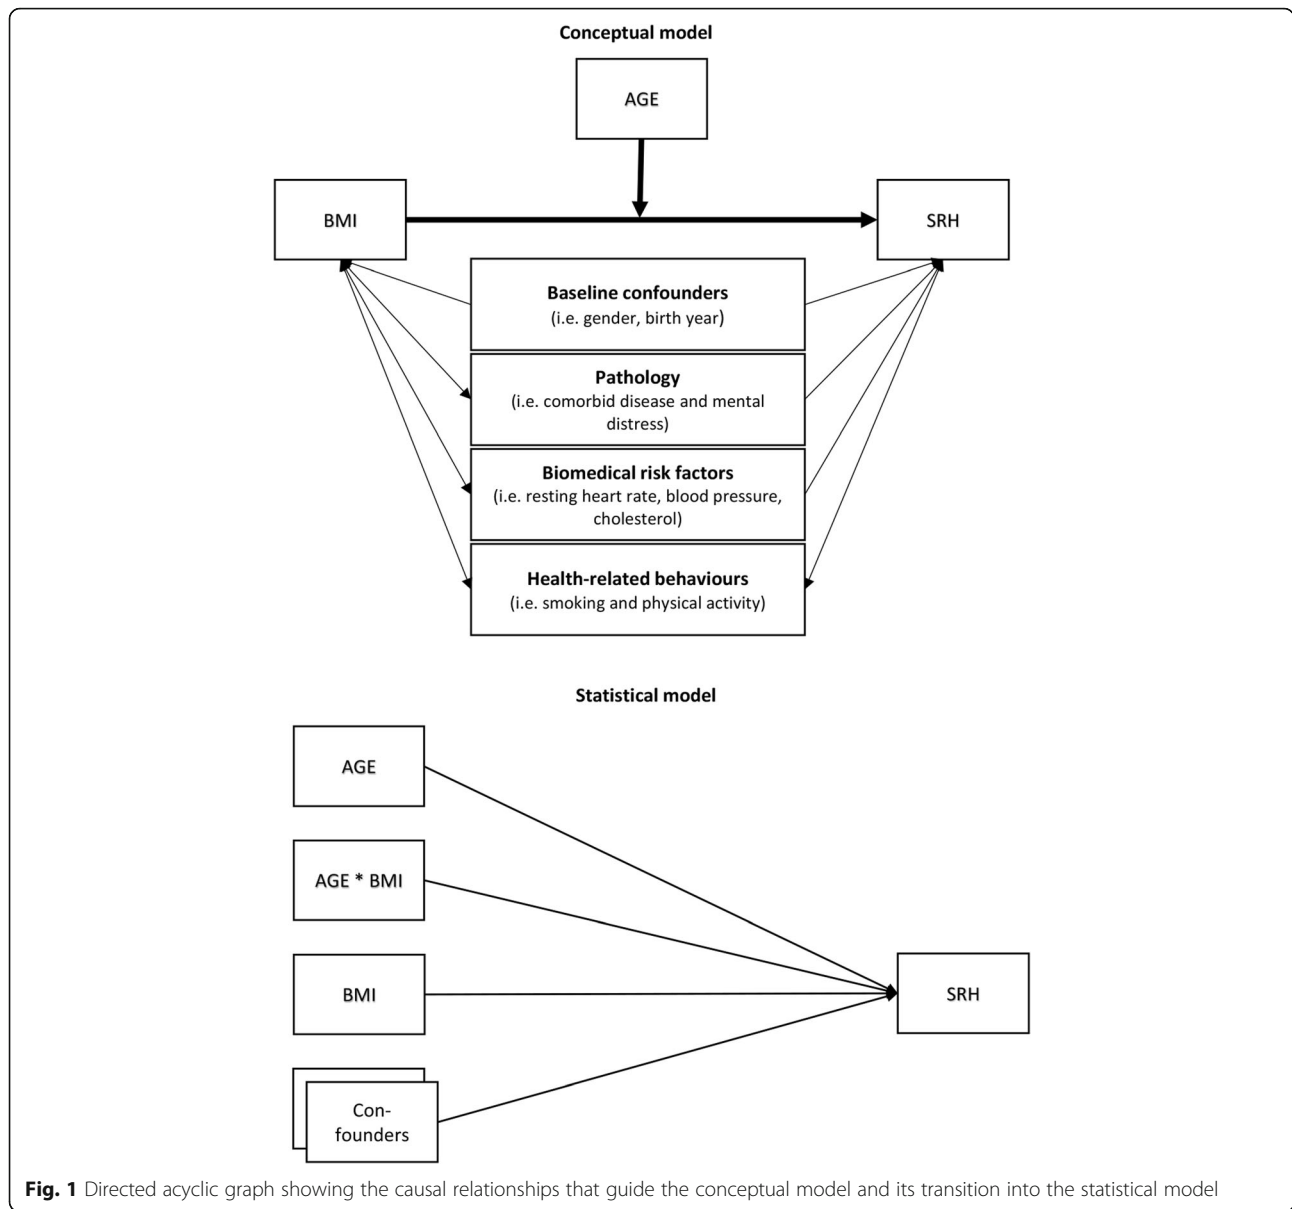 Conceptual model
AGE
BMI
SRH
Baseline confounders
(i.e. gender, birth year)
Pathology
(i.e. comorbid disease and mental
distress)
Biomedical risk factors
(i.e. resting heart rate, blood pressure,
cholesterol)
Health-related behaviours
(i.e. smoking and physical activity)
Statistical model
AGE
AGE * BMI
BMI
SRH
Con-
founders
Fig. 1 Directed acyclic graph showing the causal relationships that guide the conceptual model and its transition into the statistical model